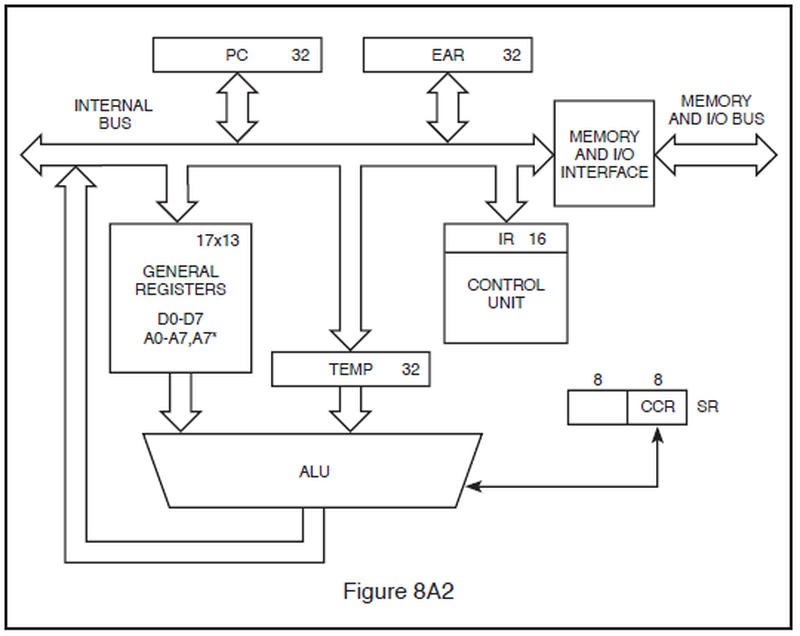 PC 32
EAR 32
INTERNAL
BUS
MEMORY
AND I/O BUS
MEMORY
AND I/O
INTERFACE
17x13
GENERAL
REGISTERS
D0-D7
A0-A7,A7*
IR 16
CONTROL
UNIT
TEMP 32
8 8
CCR SR
ALU
Figure 8A2